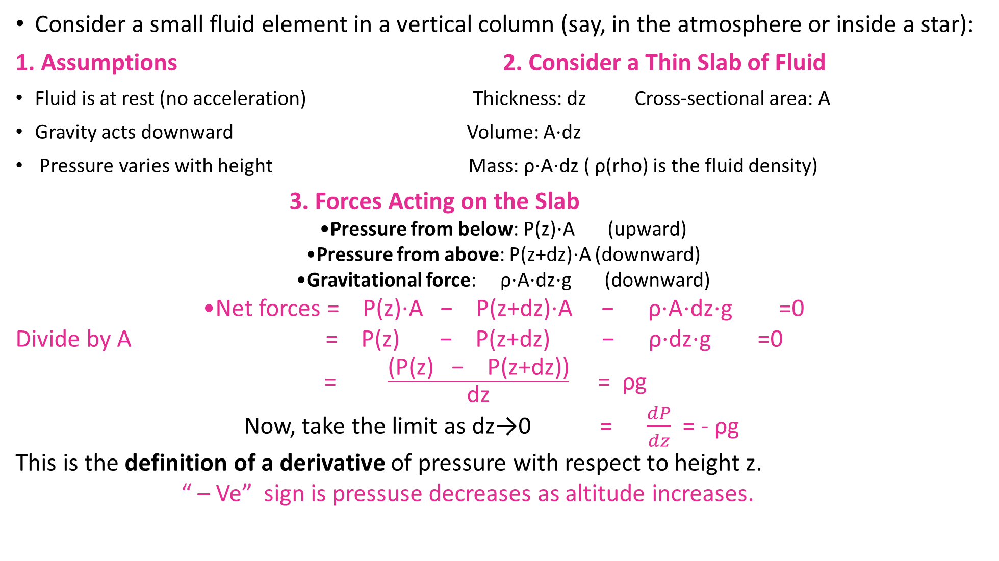 • Consider a small fluid element in a vertical column (say, in the atmosphere or inside a star):
1. Assumptions
2. Consider a Thin Slab of Fluid
• Fluid is at rest (no acceleration)
Thickness: dz Cross-sectional area: A
• Gravity acts downward
Volume: A·dz
• Pressure varies with height
Mass: ρ·A·dz ( ρ(rho) is the fluid density)
3. Forces Acting on the Slab
•Pressure from below: P(z)·A (upward)
•Pressure from above: P(z+dz)·A (downward)
•Gravitational force: ρ·A·dz·g (downward)
•Net forces = P(z)·A − P(z+dz)·A − ρ·A·dz·g =0
Divide by A = P(z) − P(z+dz) − ρ·dz·g =0
(P(z) − P(z+dz))
= = ρg
dz
Now, take the limit as dz→0 = dP/dz = - ρg
This is the definition of a derivative of pressure with respect to height z.
“ – Ve” sign is pressuse decreases as altitude increases.